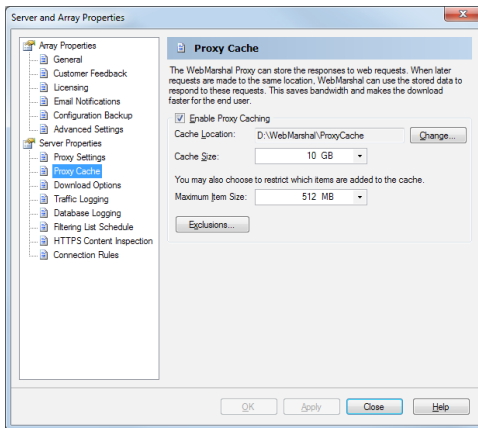 Server and Array Properties
x
Array Properties
General
Customer Feedback
Licensing
Email Notifications
Configuration Backup
Advanced Settings
Server Properties
Proxy Settings
Proxy Cache
Download Options
Traffic Logging
Database Logging
Filtering List Schedule
HTTPS Content Inspection
Connection Rules
Proxy Cache
The WebMarshal Proxy can store the responses to web requests. When later
requests are made to the same location, WebMarshal can use the stored data to
respond to these requests. This saves bandwidth and makes the download
faster for the end user.
Enable Proxy Caching
Cache Location: D:\WebMarshal\ProxyCache Change...
Cache Size: 10 GB
You may also choose to restrict which items are added to the cache.
Maximum Item Size: 512 MB
Exclusions...
OK Apply Close Help